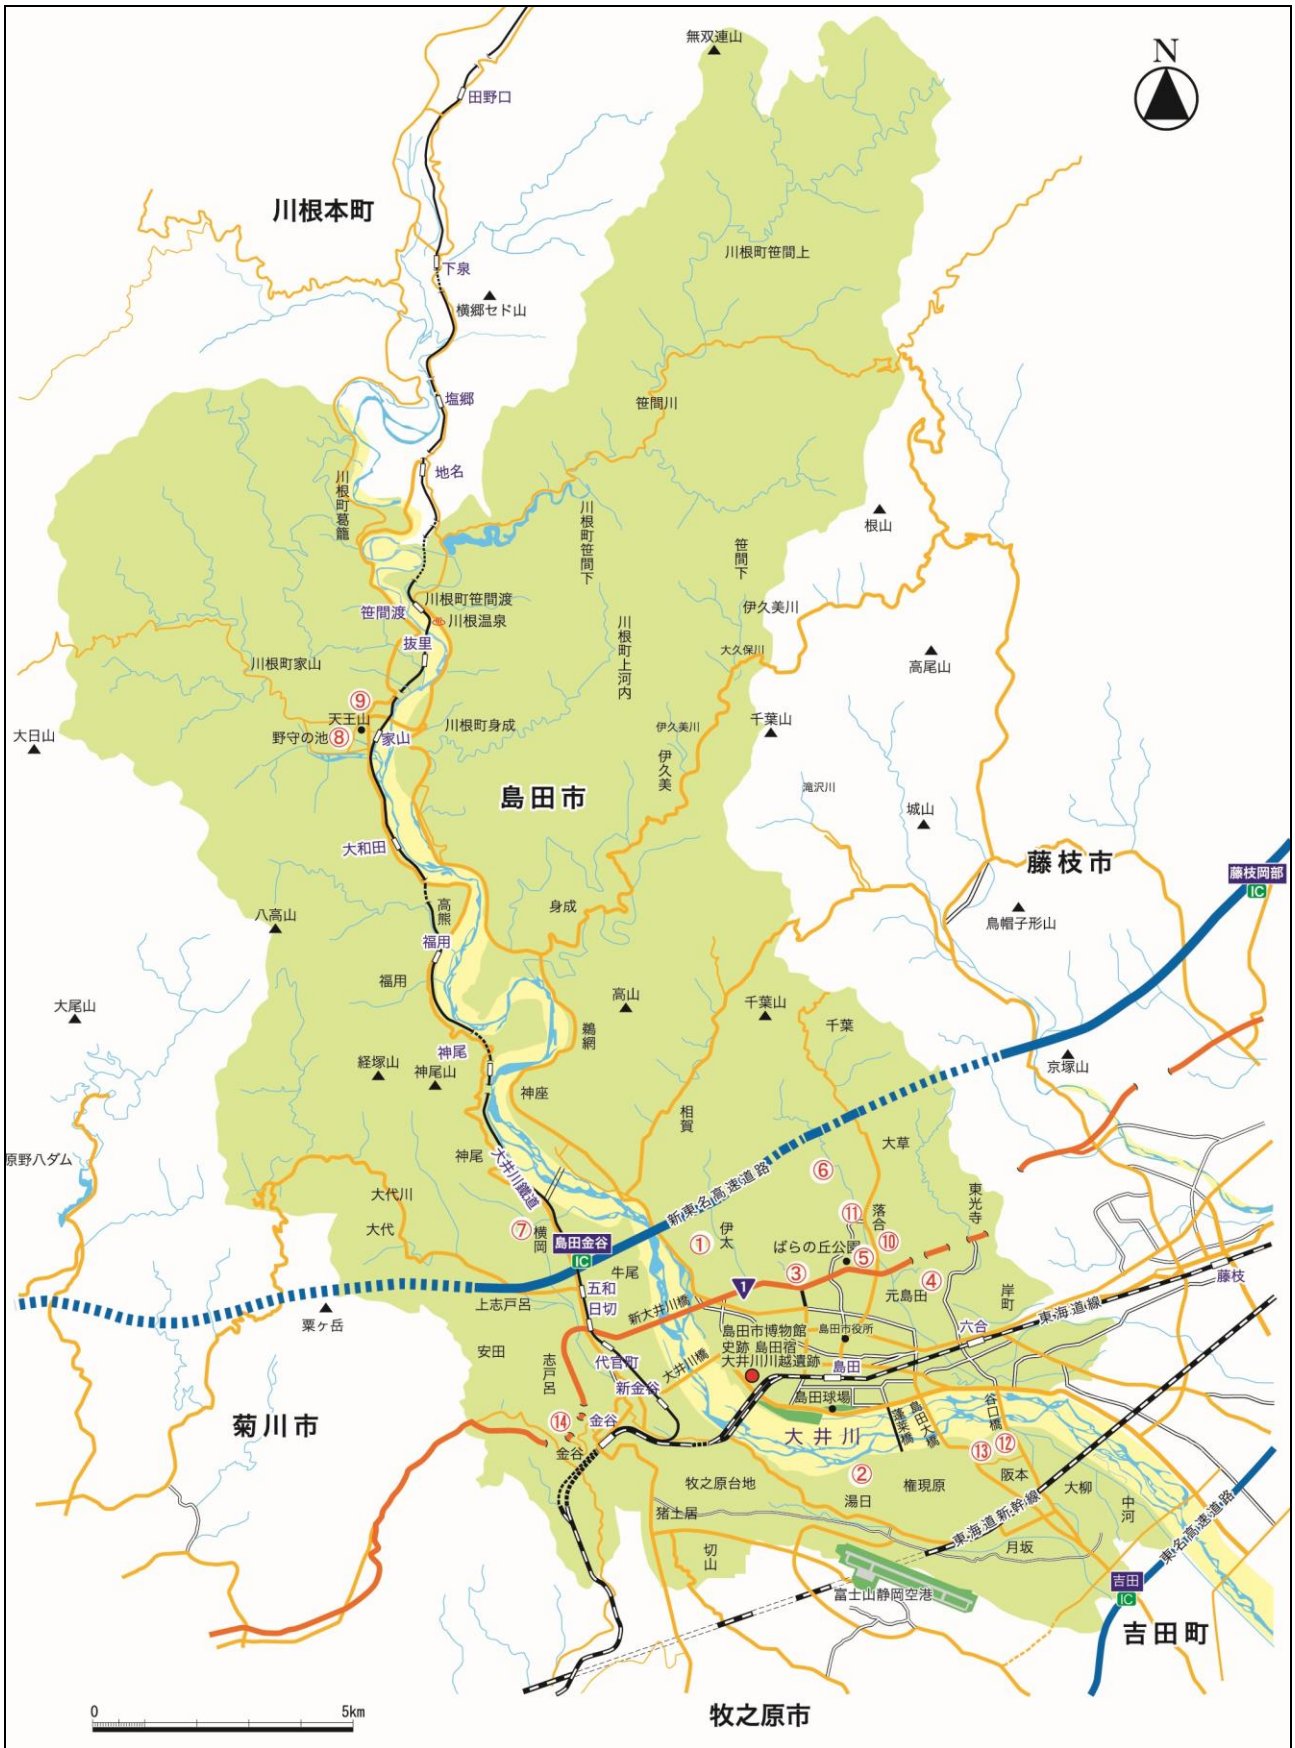 無双連山
N
田野口
川根本町
川根町笹間上
下泉
横郷セド山
塩郷
笹間川
地名
川根町葛籠
川根町笹間下
根山
笹間下
川根町笹間渡
笹間渡
川根温泉
伊久美川
川根町上河内
抜里
大久保川
高尾山
川根町家山
⑨
天王山
川根町身成
伊久美川
千葉山
大日山
野守の池
⑧
家山
伊久美
滝沢川
島田市
城山
大和田
藤枝市
藤枝岡部
IC
高熊
身成
八高山
烏帽子形山
福用
福用
高山
千葉山
大尾山
千葉
鵜網
神尾
経塚山
神尾山
京塚山
神座
相賀
大草
原野八ダム
神尾
大井川鐵道
新東名高速道路
⑥
大代川
東光寺
大代
⑦
横岡
島田金谷
IC
①
伊太
⑪
落合
⑩
ばらの丘公園
⑤
牛尾
③
④
五和
1
元島田
岸町
藤枝
上志戸呂
日切
新大井川橋
東海道線
粟ヶ岳
島田市博物館
島田市役所
六合
史跡 島田宿
大井川川越遺跡
安田
志戸呂
代官町
大井川橋
島田
新金谷
島田球場
谷口橋
島田大橋
蓬莱橋
菊川市
⑭
金谷
大井川
⑫
⑬
金谷
②
阪本
牧之原台地
権現原
大柳
湯日
中河
猪土居
東海道新幹線
東名高速道路
月坂
切山
吉田
IC
富士山静岡空港
吉田町
0
5km
牧之原市